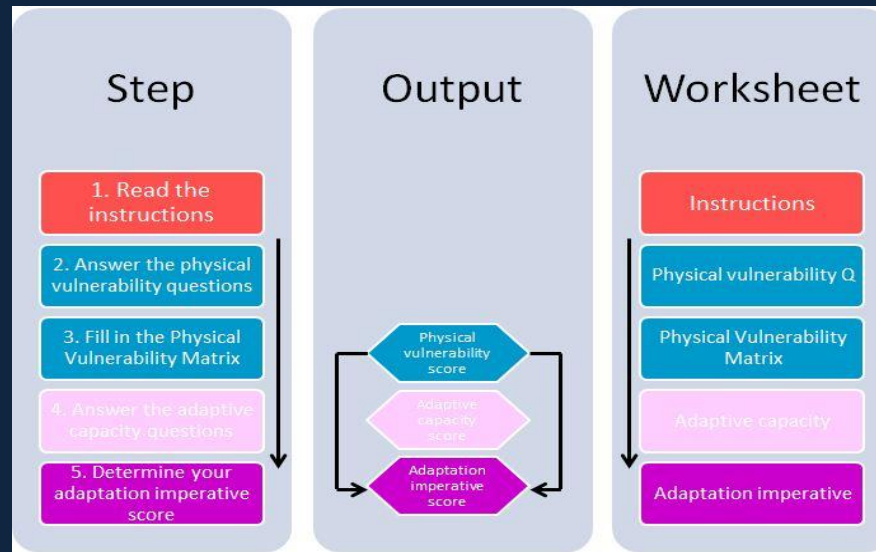 Step
1. Read the
instructions
2. Answer the physical
vulnerability questions
3. Fill in the Physical
Vulnerability Matrix
4. Answer the adaptive
capacity questions
5. Determine your
adaptation imperative
score
Output
Physical
vulnerability
score
Adaptive
capacity
score
Adaptation
imperative
score
Worksheet
Instructions
Physical vulnerability Q
Physical Vulnerability
Matrix
Adaptive capacity
Adaptation imperative